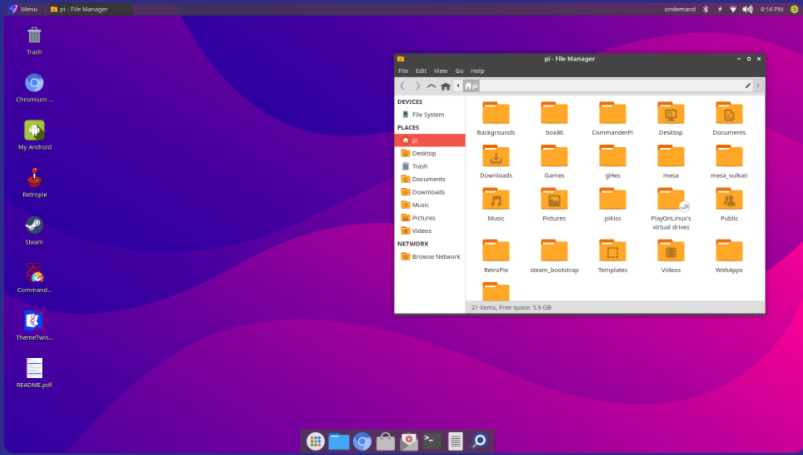 Menu
pi - File Manager
ondemand
8:14 PM
Trash
Chromium ...
My Android
Retropie
Steam
Command...
ThemeTwis...
README.pdf
pi - File Manager
File Edit View Go Help
pi
DEVICES
File System
PLACES
pi
Desktop
Trash
Documents
Downloads
Music
Pictures
Videos
NETWORK
Browse Network
Backgrounds box86 CommanderPi Desktop Documents
Downloads Games gl4es mesa mesa_vulkan
Music Pictures piKiss PlayOnLinux's virtual drives Public
RetroPie steam_bootstrap Templates Videos WebApps
21 items, Free space: 5.9 GB